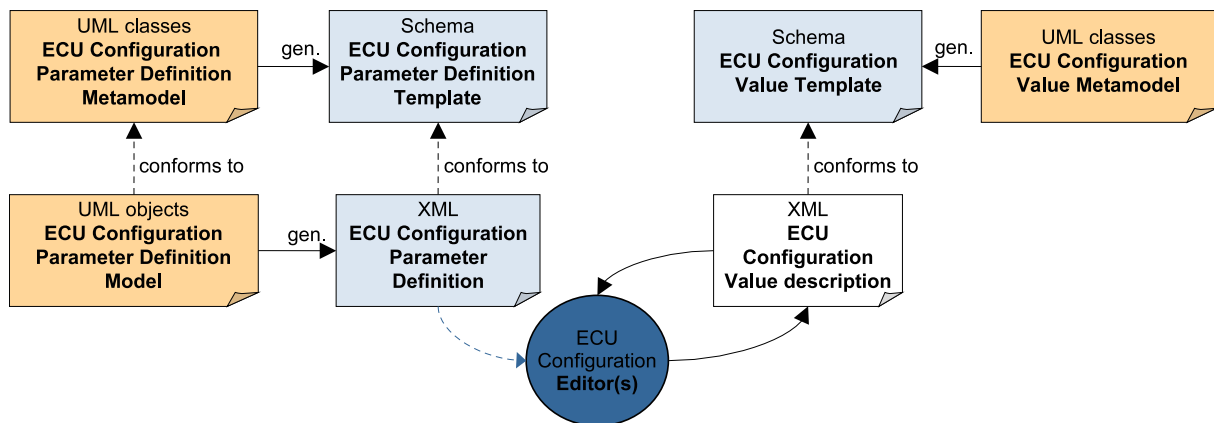 UML classes
ECU Configuration
Parameter Definition
Metamodel
gen.
Schema
ECU Configuration
Parameter Definition
Template
Schema
ECU Configuration
Value Template
gen.
UML classes
ECU Configuration
Value Metamodel
conforms to
conforms to
conforms to
UML objects
ECU Configuration
Parameter Definition
Model
gen.
XML
ECU Configuration
Parameter
Definition
XML
ECU
Configuration
Value description
ECU
Configuration
Editor(s)